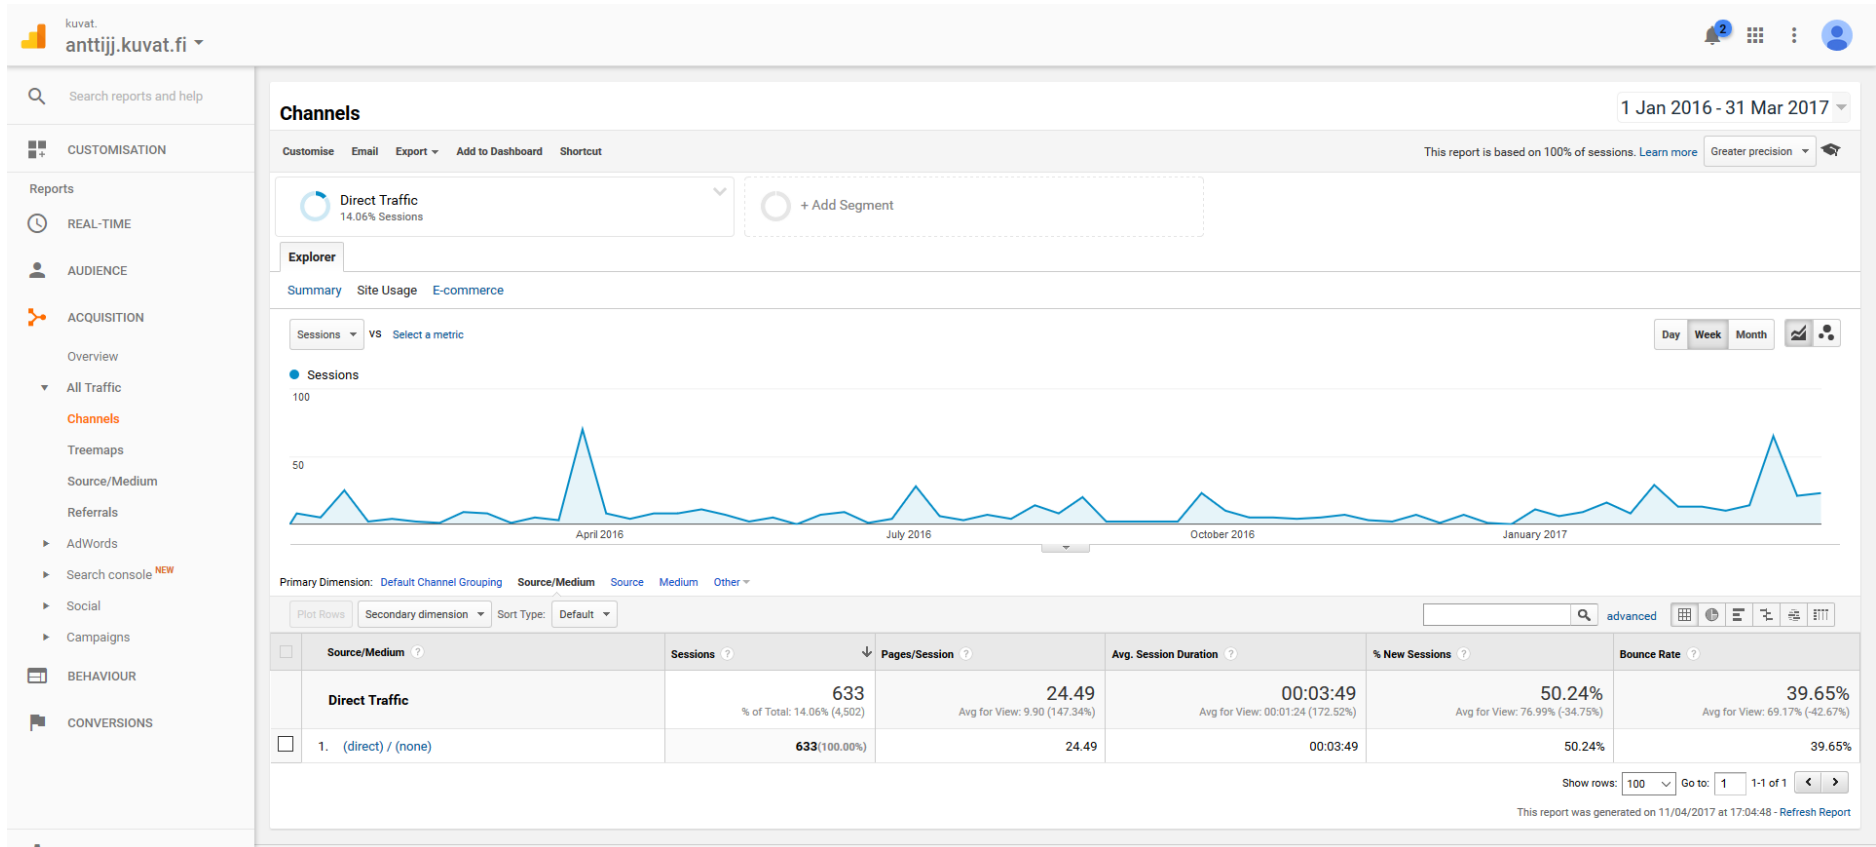 kuvat.
anttijj.kuvat.fi
2
Search reports and help
CUSTOMISATION
Reports
REAL-TIME
AUDIENCE
ACQUISITION
Overview
All Traffic
Channels
Treemaps
Source/Medium
Referrals
AdWords
Search console NEW
Social
Campaigns
BEHAVIOUR
CONVERSIONS
Channels
1 Jan 2016 - 31 Mar 2017
Customise Email Export Add to Dashboard Shortcut
This report is based on 100% of sessions. Learn more Greater precision
Direct Traffic
14.06% Sessions
+ Add Segment
Explorer
Summary Site Usage E-commerce
Sessions VS Select a metric
Day Week Month
Sessions
100
50
April 2016 July 2016 October 2016 January 2017
Primary Dimension: Default Channel Grouping Source/Medium Source Medium Other
Plot Rows Secondary dimension Sort Type: Default
advanced
Source/Medium ? Sessions ? Pages/Session ? Avg. Session Duration ? % New Sessions ? Bounce Rate ?
Direct Traffic 633 24.49 00:03:49 50.24% 39.65%
% of Total: 14.06% (4,502) Avg for View: 9.90 (147.34%) Avg for View: 00:01:24 (172.52%) Avg for View: 76.99% (-34.75%) Avg for View: 69.17% (-42.67%)
1. (direct) / (none) 633(100.00%) 24.49 00:03:49 50.24% 39.65%
Show rows: 100 Go to: 1 1-1 of 1
This report was generated on 11/04/2017 at 17:04:48 - Refresh Report